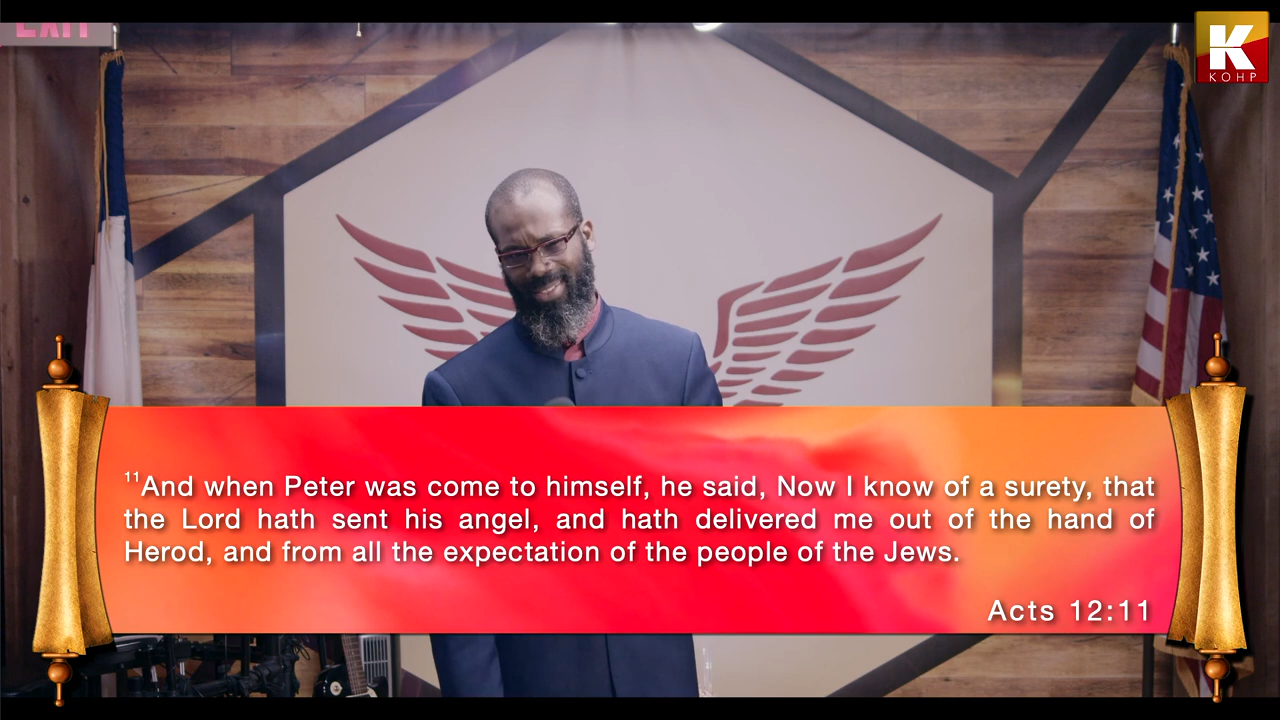 EXIT
K
KOHP
¹¹And when Peter was come to himself, he said, Now I know of a surety, that
the Lord hath sent his angel, and hath delivered me out of the hand of
Herod, and from all the expectation of the people of the Jews.
Acts 12:11